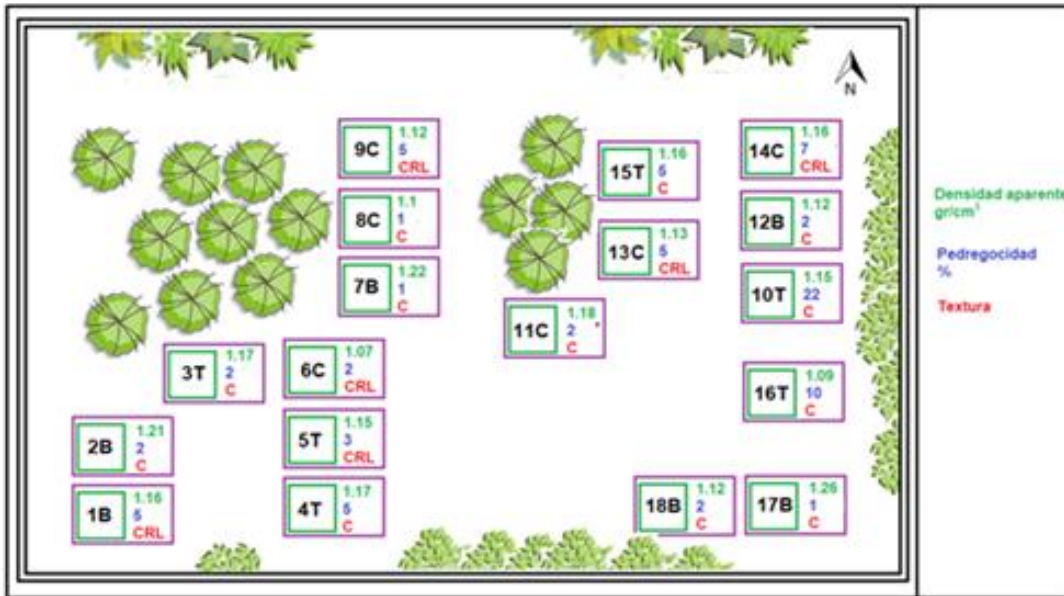 N
9C
1.12
5
CRL
8C
1.1
1
C
7B
1.22
1
C
15T
1.16
5
C
13C
1.13
5
CRL
11C
1.18
2
C
14C
1.16
7
CRL
12B
1.12
2
C
10T
1.15
22
C
16T
1.09
10
C
3T
1.17
2
C
6C
1.07
2
CRL
5T
1.15
3
CRL
4T
1.17
5
C
2B
1.21
2
C
1B
1.16
5
CRL
18B
1.12
2
C
17B
1.26
1
C
Densidad aparente
gr/cm³
Pedregocidad
%
Textura